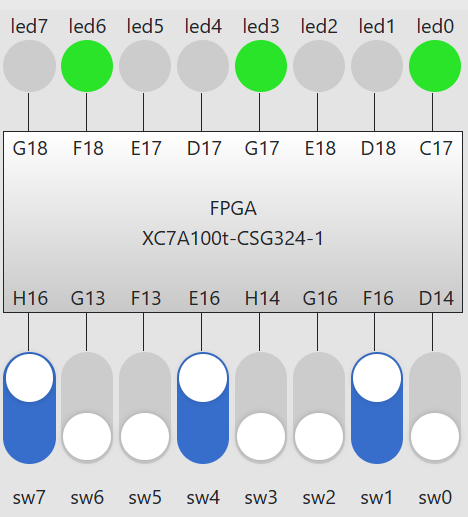 led7 led6 led5 led4 led3 led2 led1 led0
G18 F18 E17 D17 G17 E18 D18 C17
FPGA
XC7A100t-CSG324-1
H16 G13 F13 E16 H14 G16 F16 D14
sw7 sw6 sw5 sw4 sw3 sw2 sw1 sw0